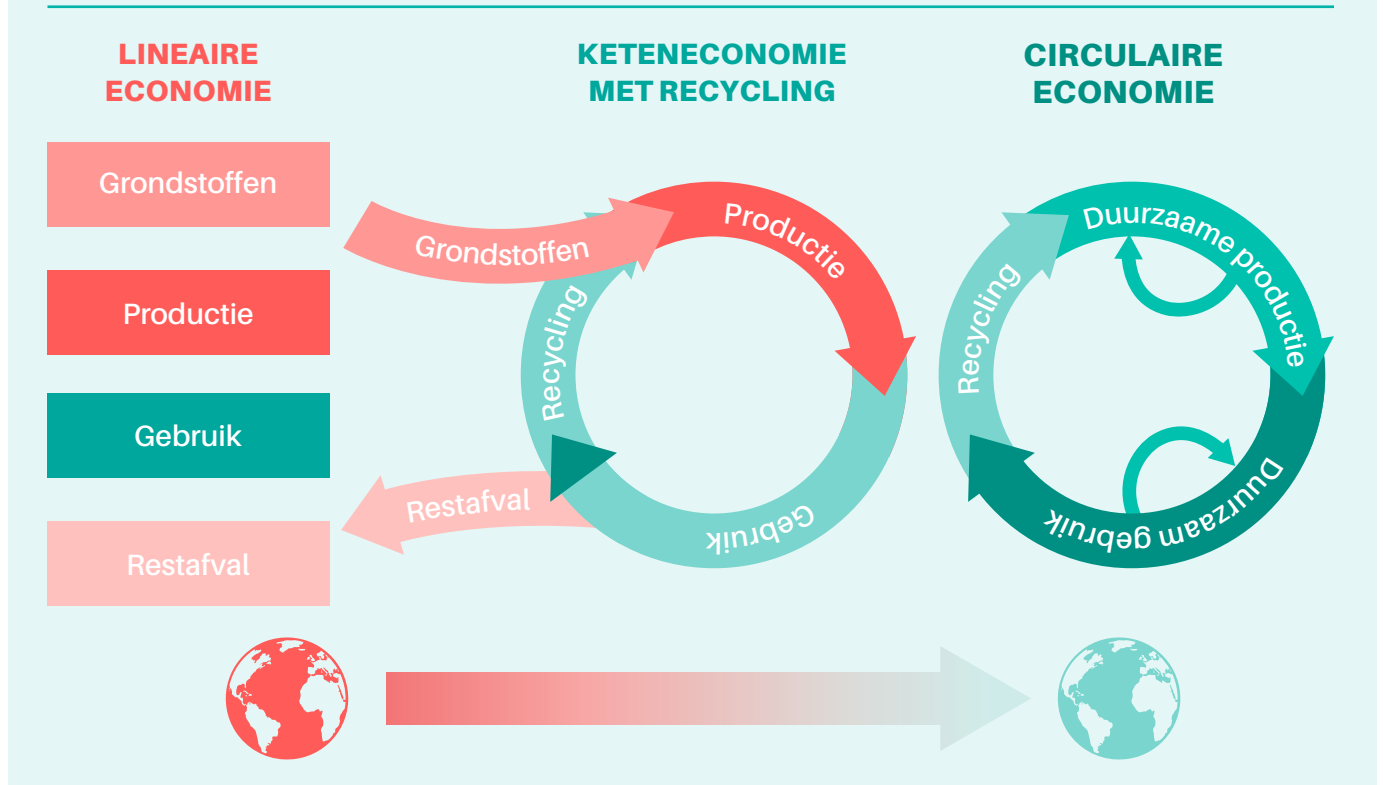 LINEAIRE
ECONOMIE
Grondstoffen
Productie
Gebruik
Restafval
KETENECONOMIE
MET RECYCLING
Grondstoffen
Productie
Recycling
Gebruik
Restafval
CIRCULAIRE
ECONOMIE
Duurzaame productie
Recycling
Duurzaam gebruik